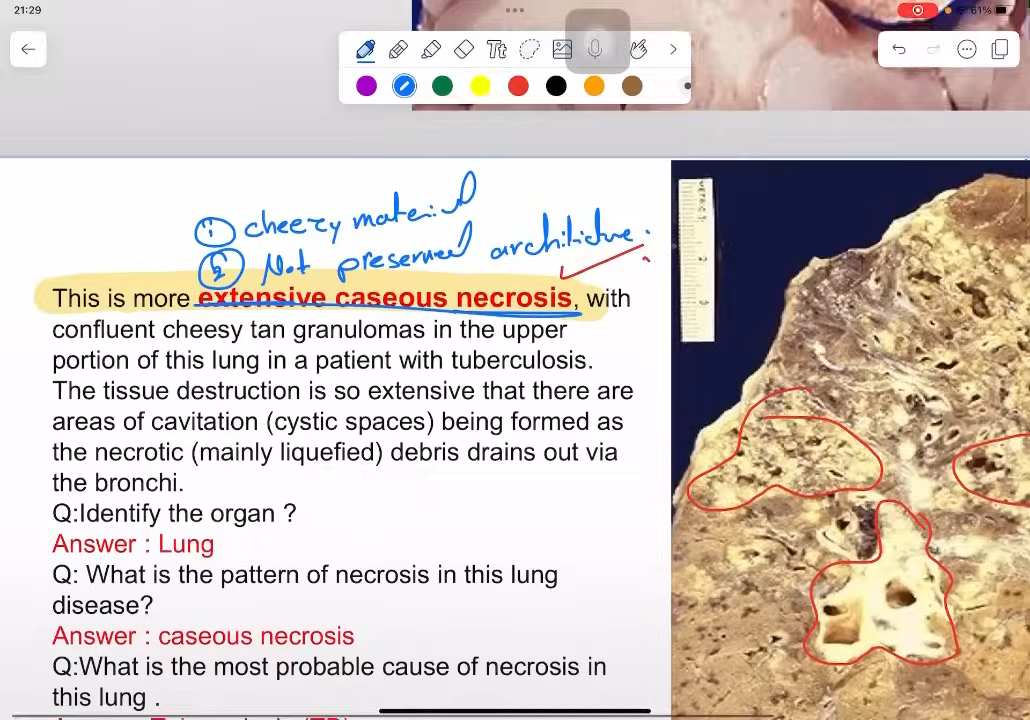 21:29
61%
Tt
① cheezy material
② Not preserved architicture.
This is more extensive caseous necrosis, with
confluent cheesy tan granulomas in the upper
portion of this lung in a patient with tuberculosis.
The tissue destruction is so extensive that there are
areas of cavitation (cystic spaces) being formed as
the necrotic (mainly liquefied) debris drains out via
the bronchi.
Q:Identify the organ ?
Answer : Lung
Q: What is the pattern of necrosis in this lung
disease?
Answer : caseous necrosis
Q:What is the most probable cause of necrosis in
this lung .